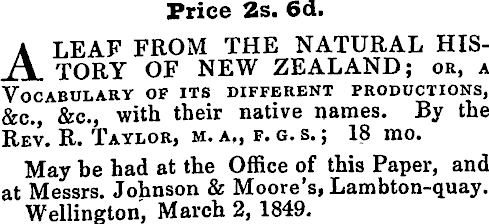 Price 2s. 6d.
A LEAF FROM THE NATURAL HIS-
TORY OF NEW ZEALAND; OR, A
VOCABULARY OF ITS DIFFERENT PRODUCTIONS,
&c., &c., with their native names. By the
REV. R. TAYLOR, M.A., F.G.S.; 18 mo.
May be had at the Office of this Paper, and
at Messrs. Johnson & Moore's, Lambton-quay.
Wellington, March 2, 1849.